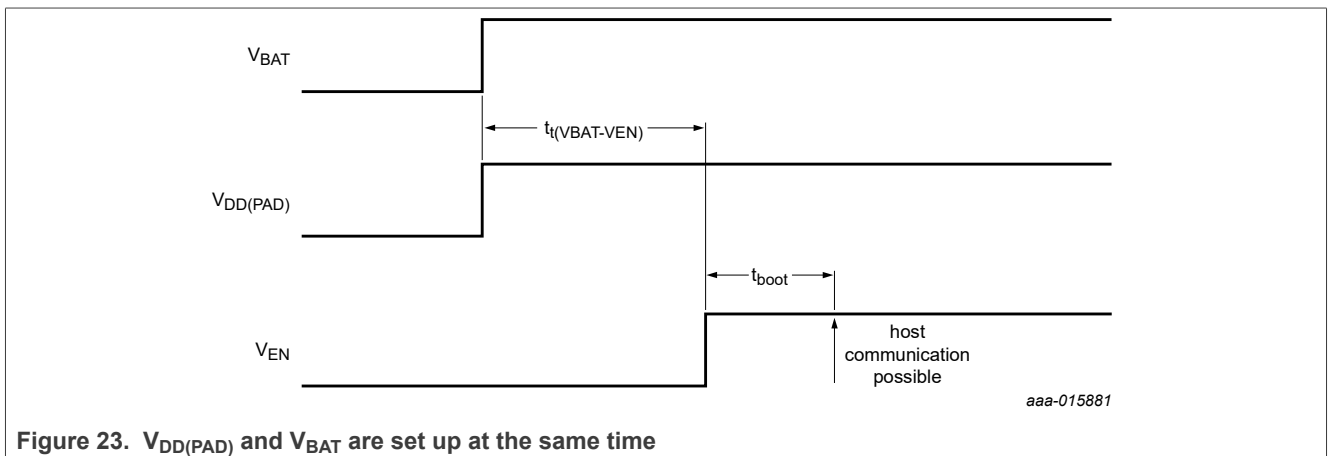 VBAT
tt(VBAT-VEN)
VDD(PAD)
tboot
VEN
host
communication
possible
aaa-015881
Figure 23. VDD(PAD) and VBAT are set up at the same time